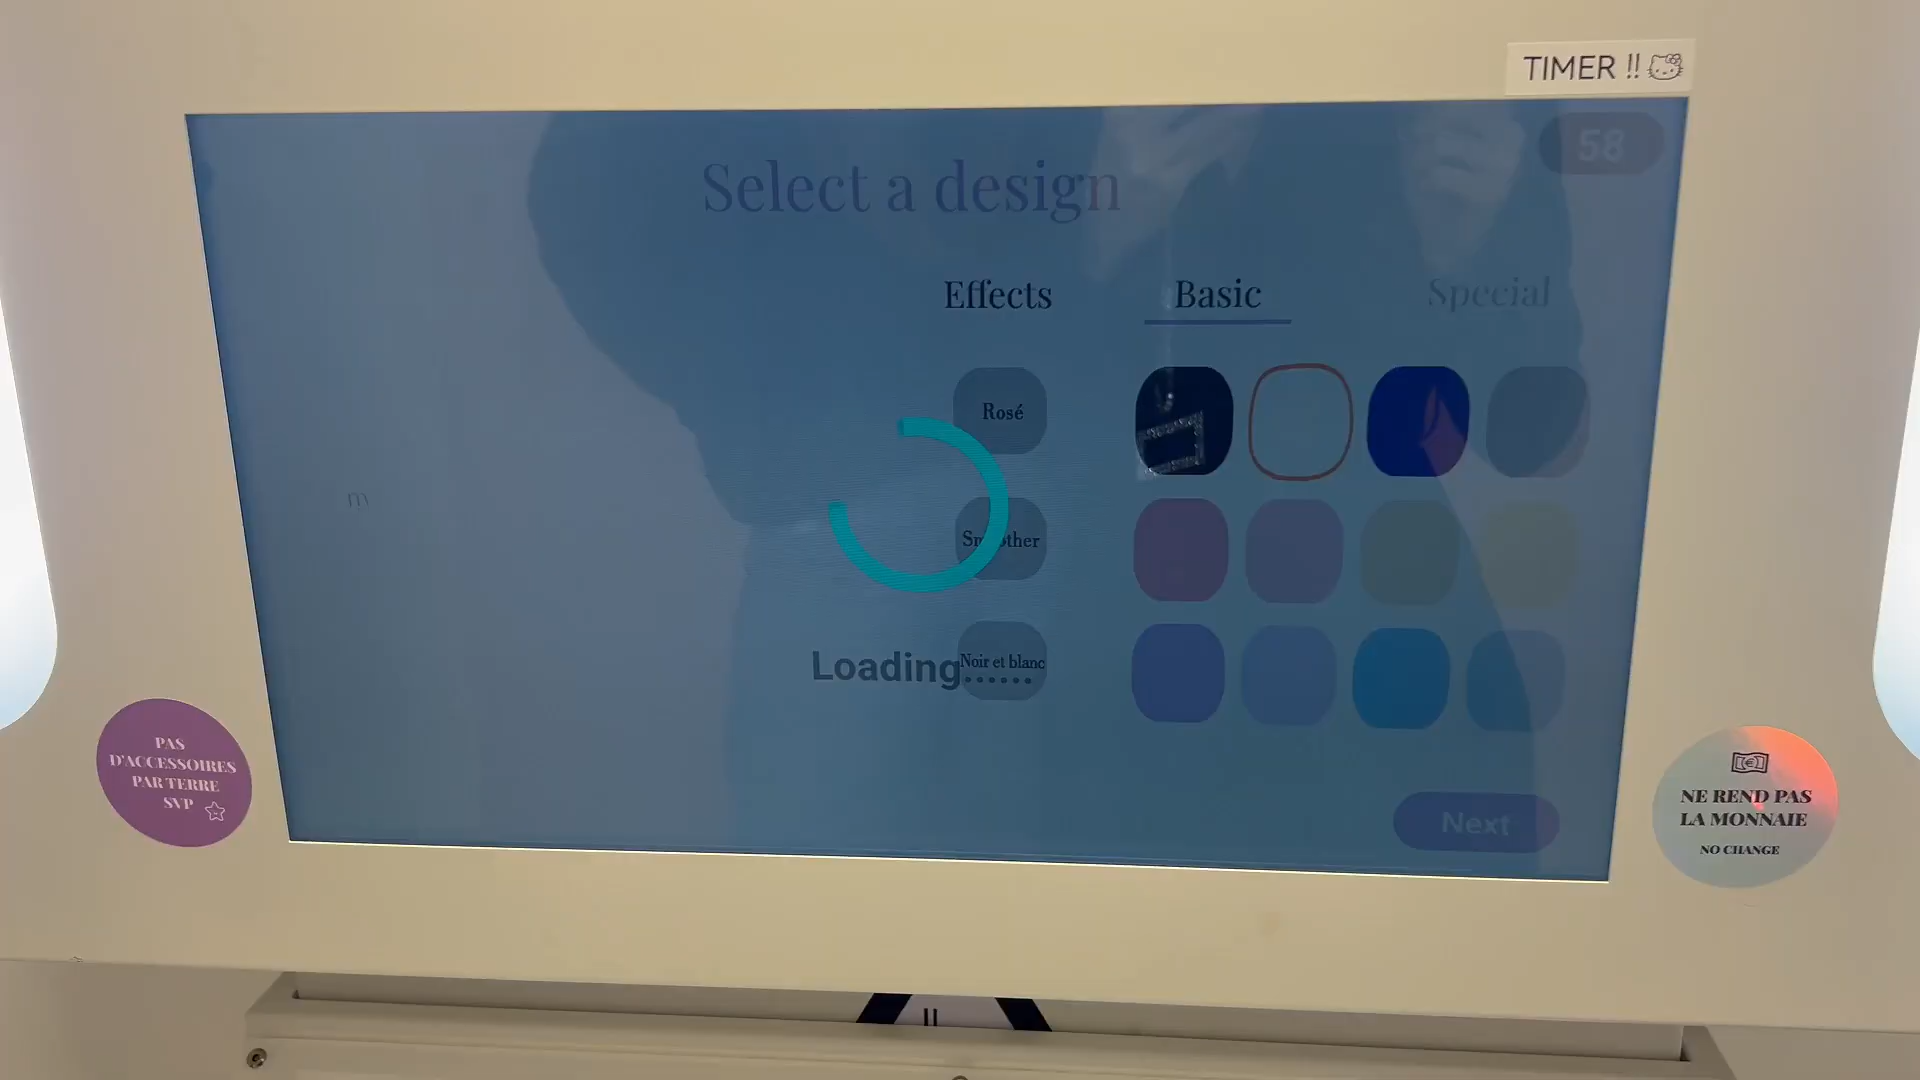 TIMER !!
58
Select a design
Effects
Basic
Special
Rosé
Smoother
Noir et blanc
Loading......
Next
PAS
D'ACCESSOIRES
PAR TERRE
SVP
NE REND PAS
LA MONNAIE
NO CHANGE
m
!!